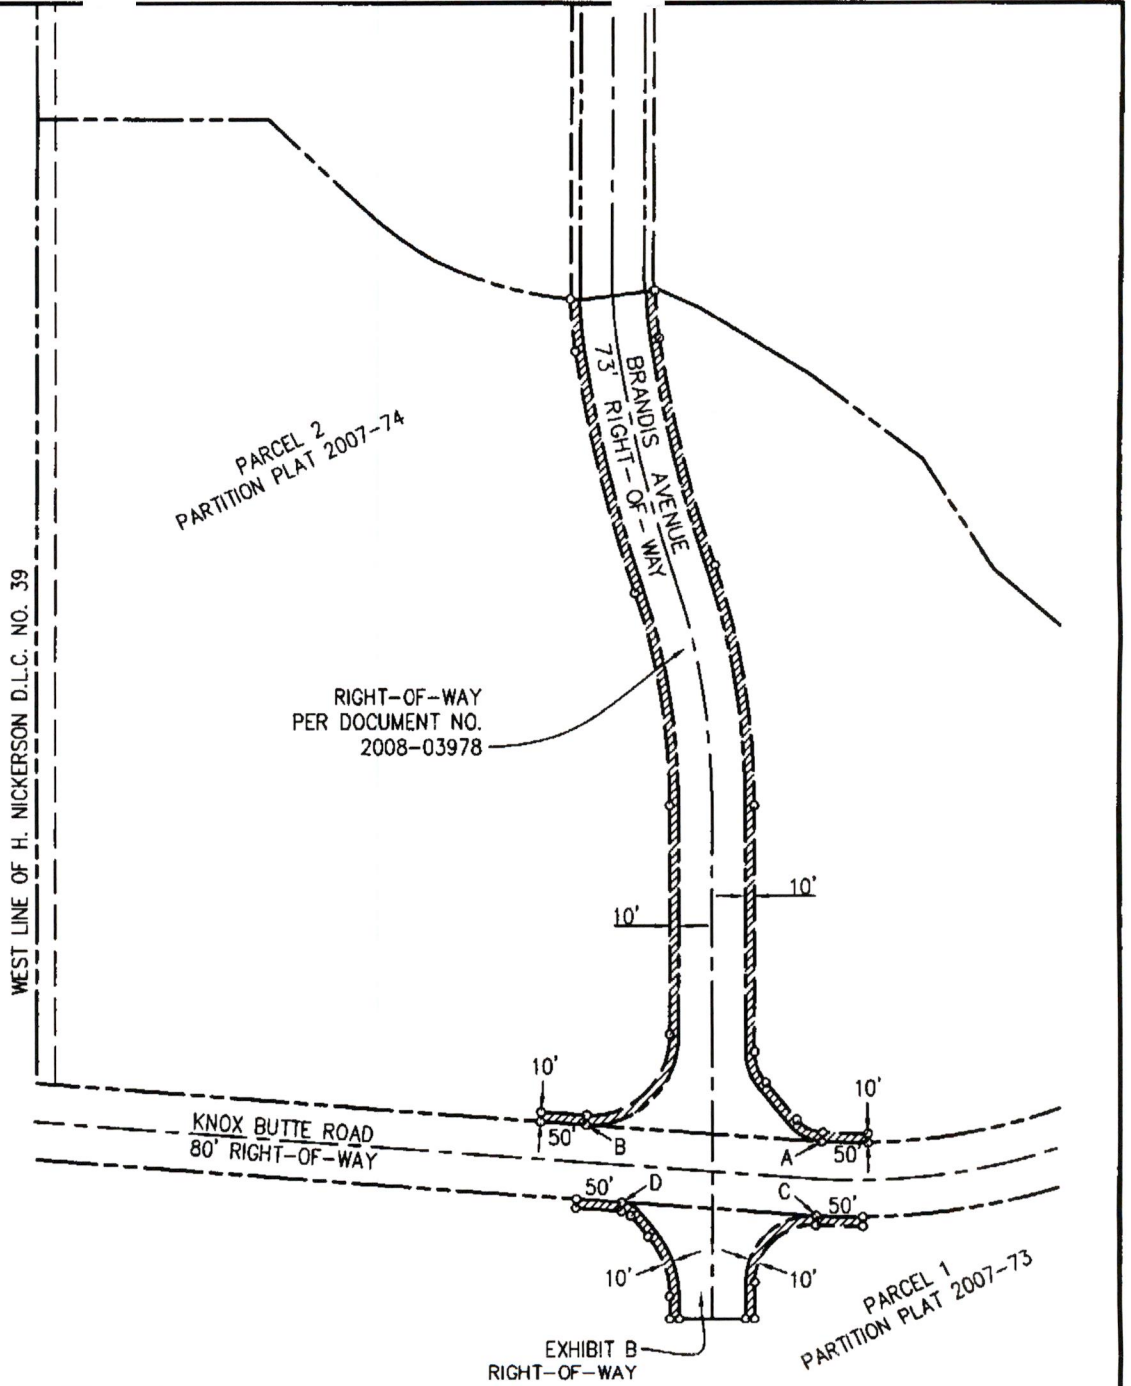 BRANDIS AVENUE
73' RIGHT-OF-WAY
PARCEL 2
PARTITION PLAT 2007-74
WEST LINE OF H. NICKERSON D.L.C. NO. 39
RIGHT-OF-WAY
PER DOCUMENT NO.
2008-03978
10'
10'
10'
10'
KNOX BUTTE ROAD
80' RIGHT-OF-WAY
50'
B
A
50'
50'
D
C
50'
10'
10'
PARCEL 1
PARTITION PLAT 2007-73
EXHIBIT B
RIGHT-OF-WAY